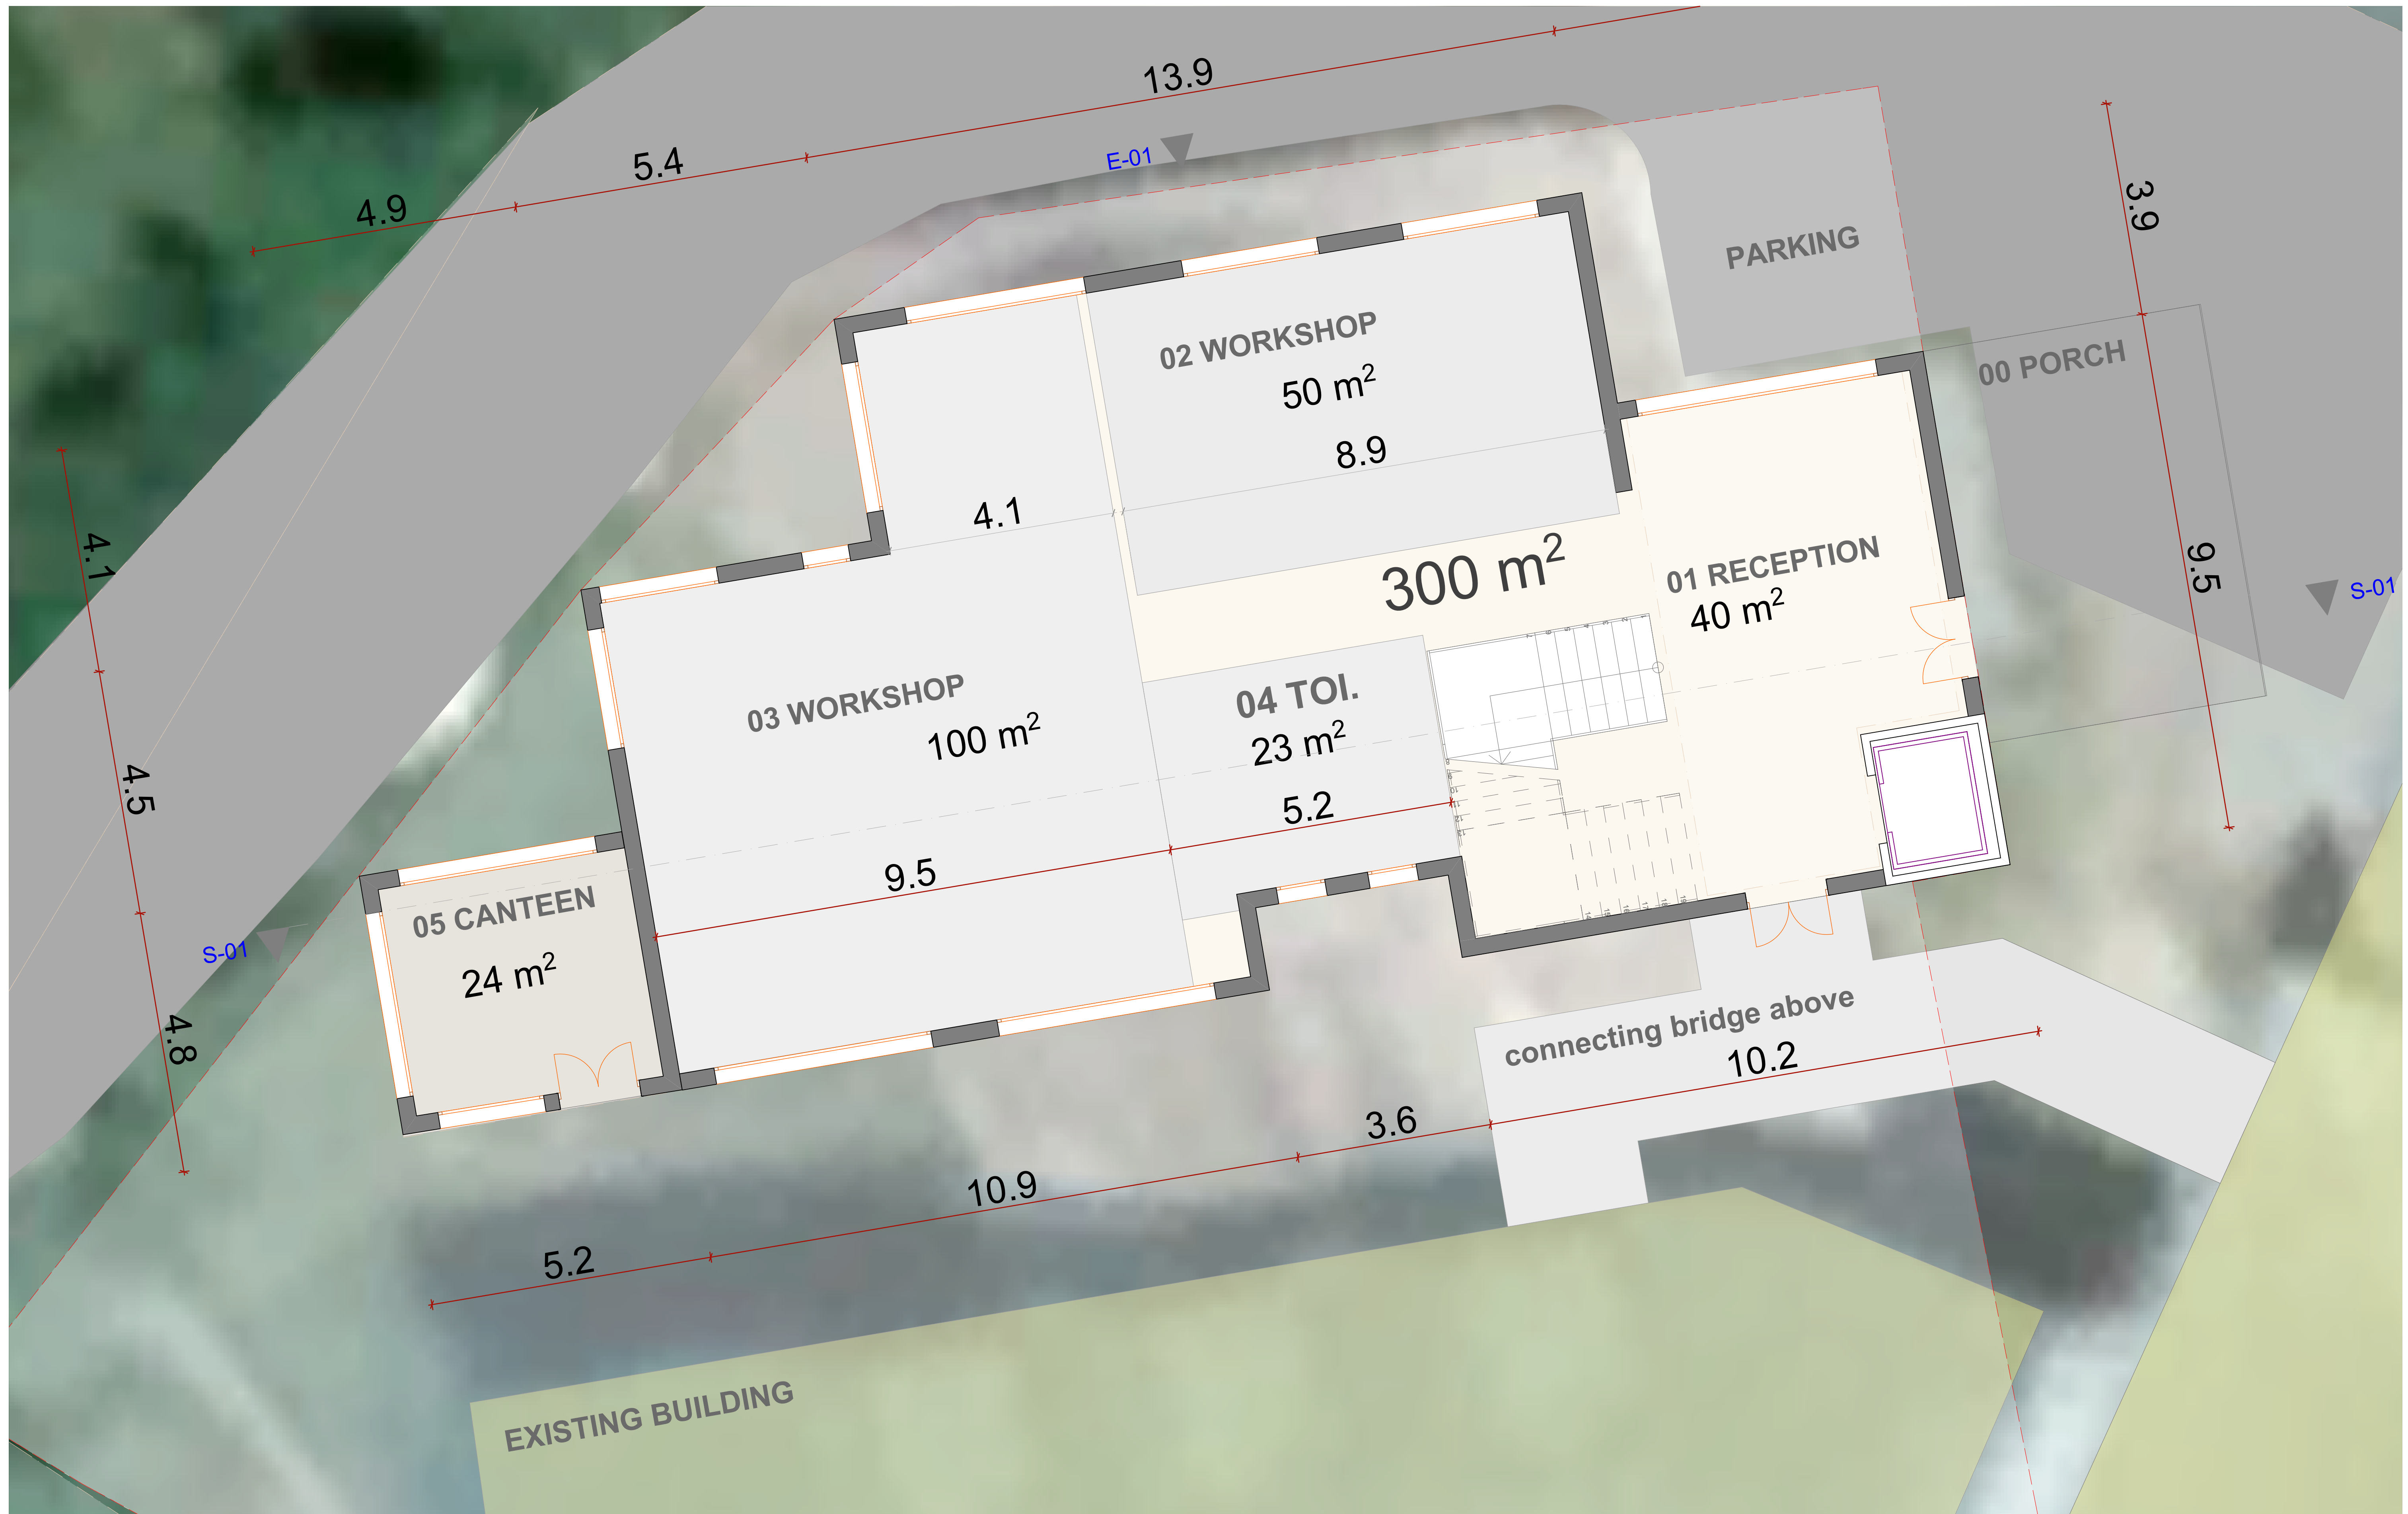 13.9
5.4
4.9
E-01
3.9
PARKING
00 PORCH
02 WORKSHOP
50 m²
8.9
4.1
4.1
300 m²
01 RECEPTION
40 m²
9.5
S-01
03 WORKSHOP
100 m²
04 TOI.
23 m²
5.2
9.5
4.5
05 CANTEEN
24 m²
S-01
4.8
connecting bridge above
10.2
3.6
10.9
5.2
EXISTING BUILDING